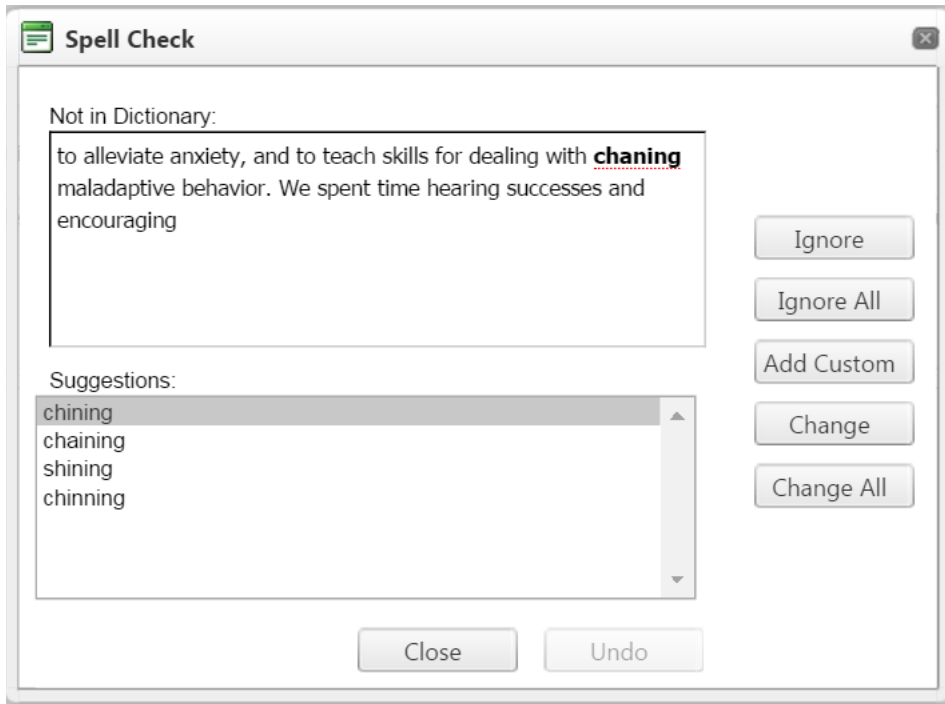 Spell Check
Not in Dictionary:
to alleviate anxiety, and to teach skills for dealing with chaning
maladaptive behavior. We spent time hearing successes and
encouraging
Ignore
Ignore All
Add Custom
Change
Change All
Suggestions:
chining
chaining
shining
chinning
Close
Undo